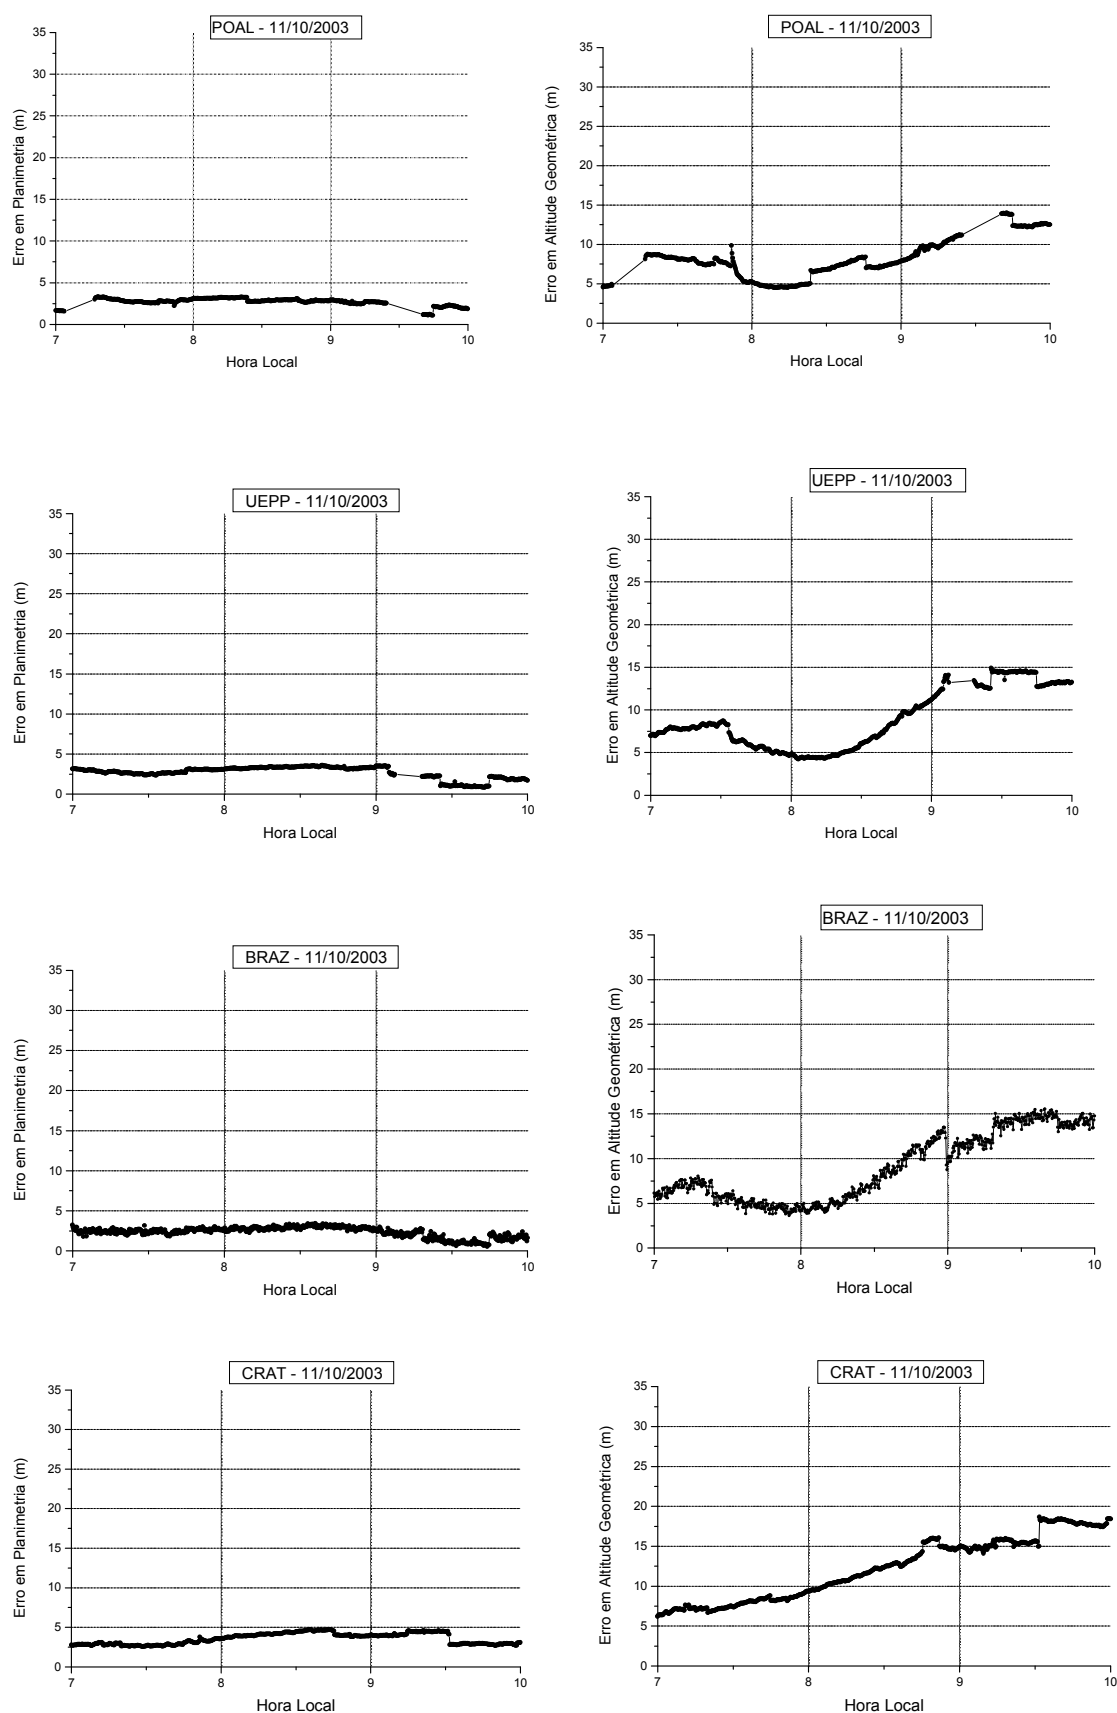 POAL - 11/10/2003
35
30
25
20
15
10
5
0
Erro em Planimetria (m)
7 8 9 10
Hora Local
POAL - 11/10/2003
35
30
25
20
15
10
5
0
Erro em Altitude Geométrica (m)
7 8 9 10
Hora Local
UEPP - 11/10/2003
35
30
25
20
15
10
5
0
Erro em Planimetria (m)
7 8 9 10
Hora Local
UEPP - 11/10/2003
35
30
25
20
15
10
5
0
Erro em Altitude Geométrica (m)
7 8 9 10
Hora Local
BRAZ - 11/10/2003
35
30
25
20
15
10
5
0
Erro em Planimetria (m)
7 8 9 10
Hora Local
BRAZ - 11/10/2003
35
30
25
20
15
10
5
0
Erro em Altitude Geométrica (m)
7 8 9 10
Hora Local
CRAT - 11/10/2003
35
30
25
20
15
10
5
0
Erro em Planimetria (m)
7 8 9 10
Hora Local
CRAT - 11/10/2003
35
30
25
20
15
10
5
0
Erro em Altitude Geométrica (m)
7 8 9 10
Hora Local